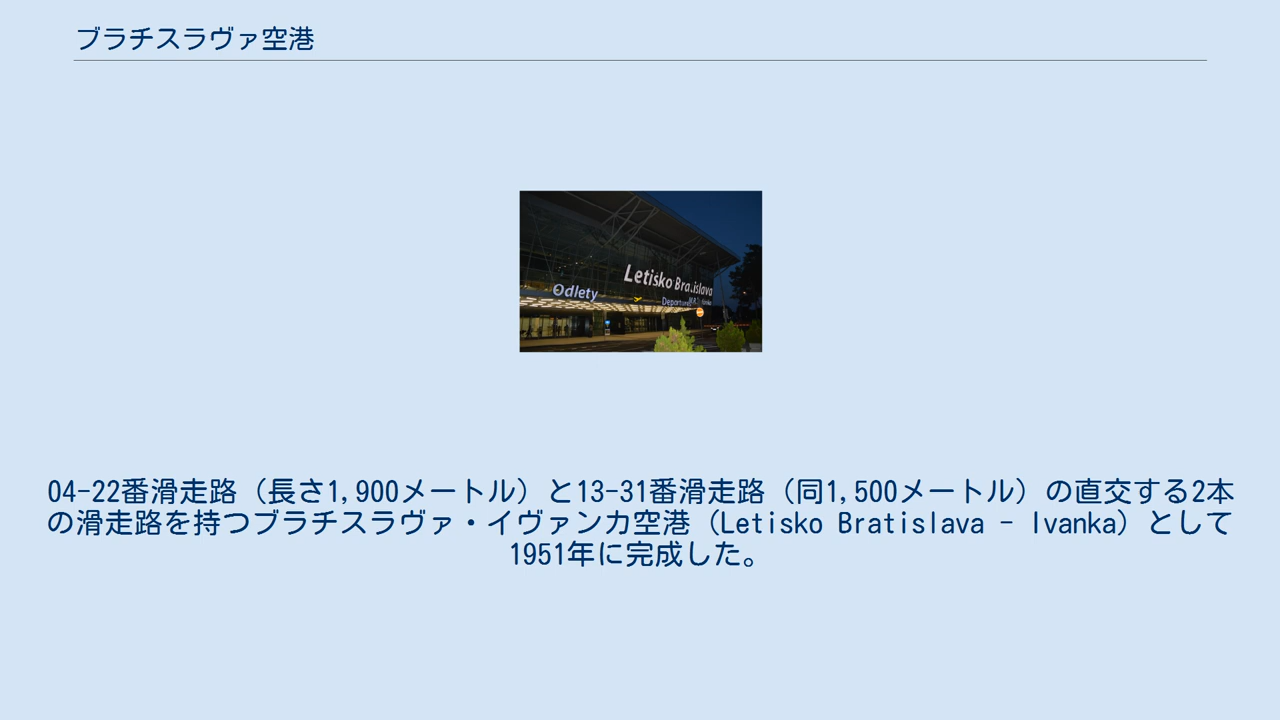 ブラチスラヴァ空港
Letisko Bra.islava
Odlety
Departures
04-22番滑走路（長さ1,900メートル）と13-31番滑走路（同1,500メートル）の直交する2本
の滑走路を持つブラチスラヴァ・イヴァンカ空港（Letisko Bratislava - Ivanka）として
1951年に完成した。